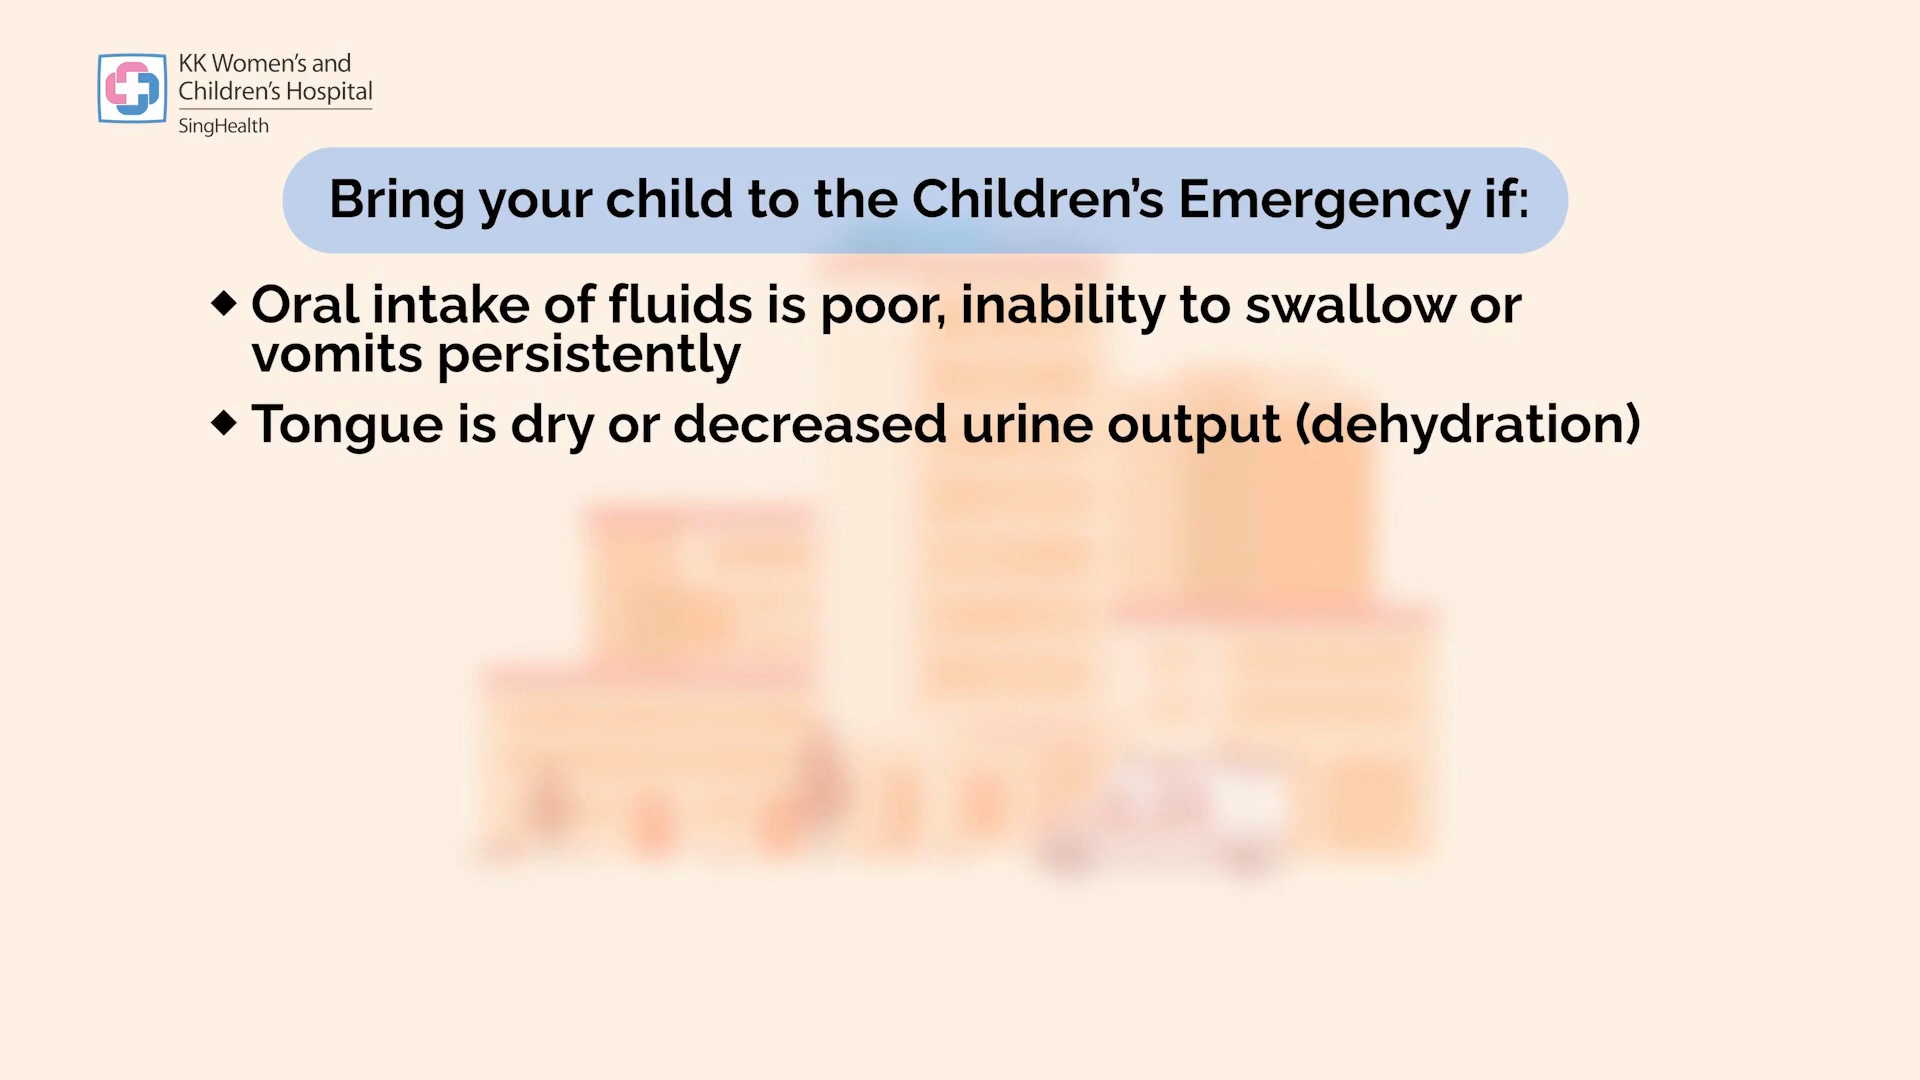 KK Women's and
Children's Hospital
SingHealth
Bring your child to the Children’s Emergency if:
◆ Oral intake of fluids is poor, inability to swallow or
vomits persistently
◆ Tongue is dry or decreased urine output (dehydration)